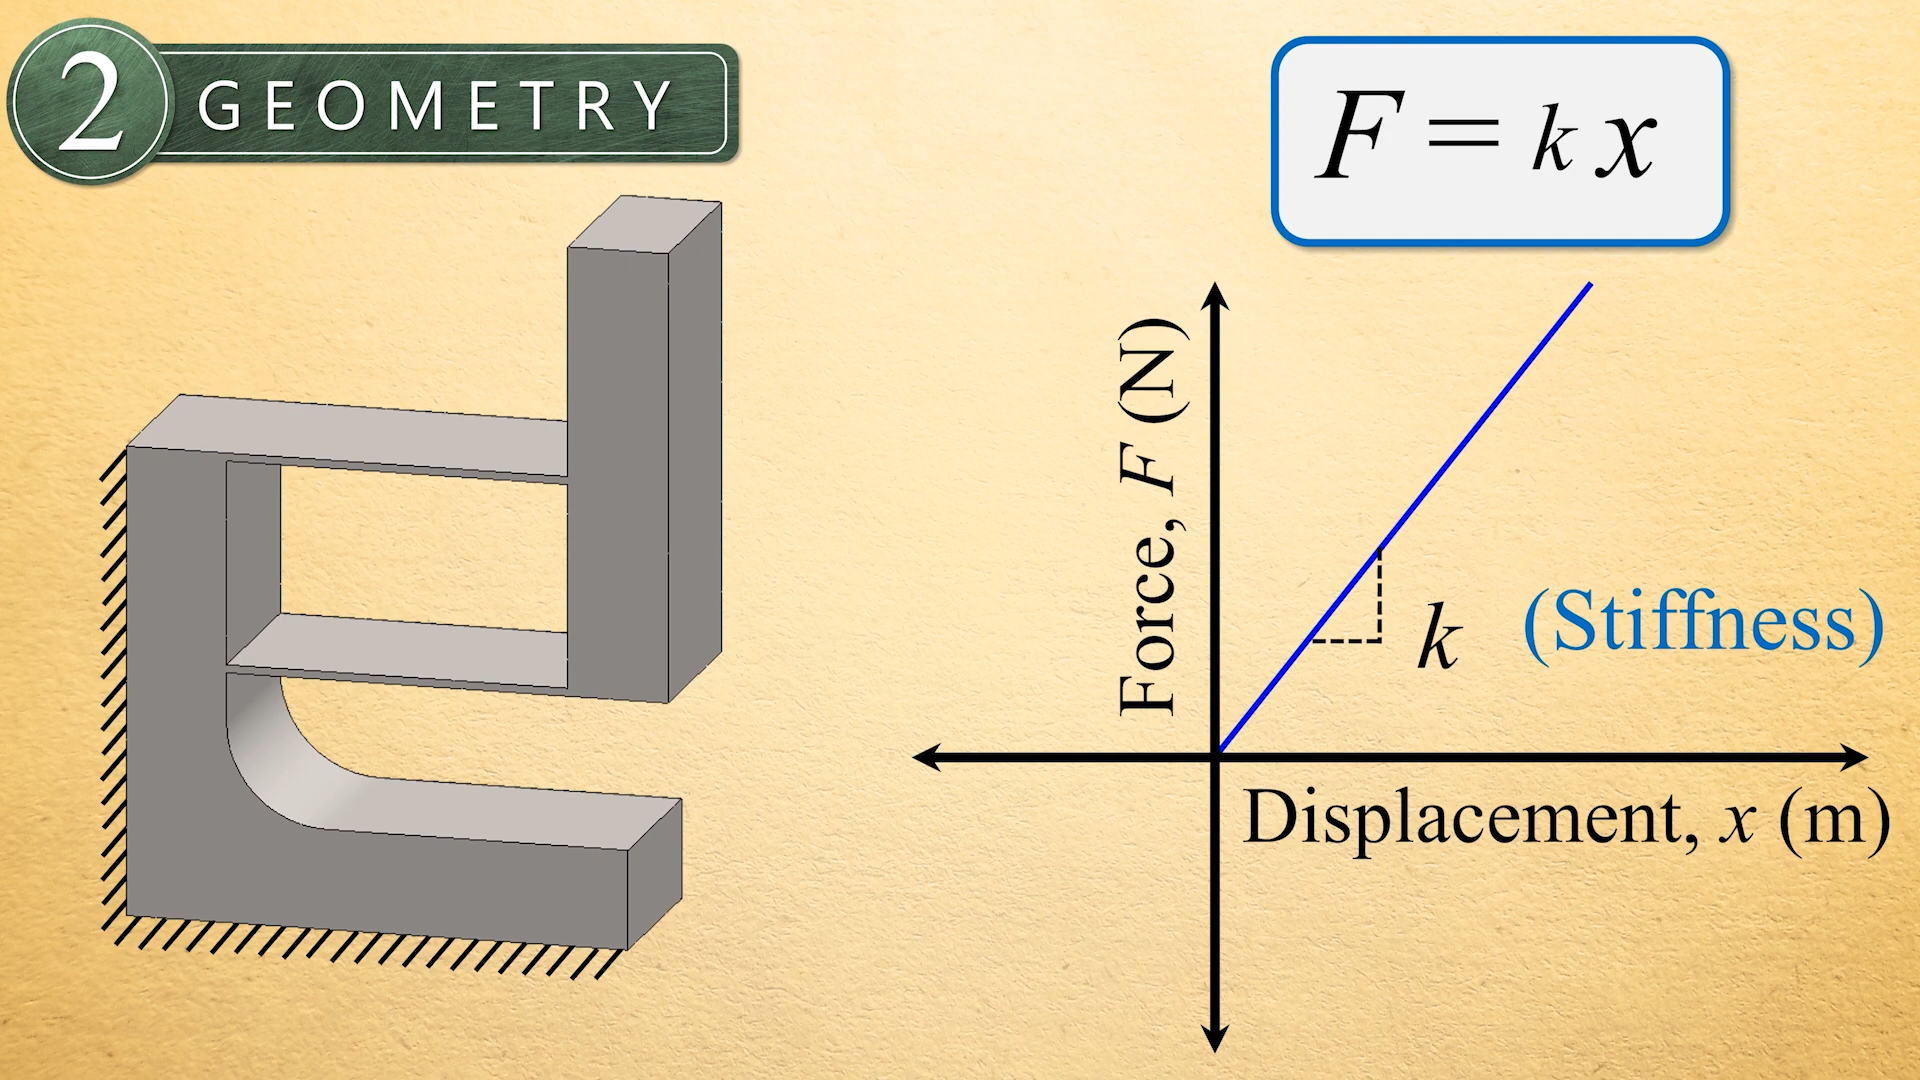 2 GEOMETRY
F = k x
Force, F (N)
k (Stiffness)
Displacement, x (m)